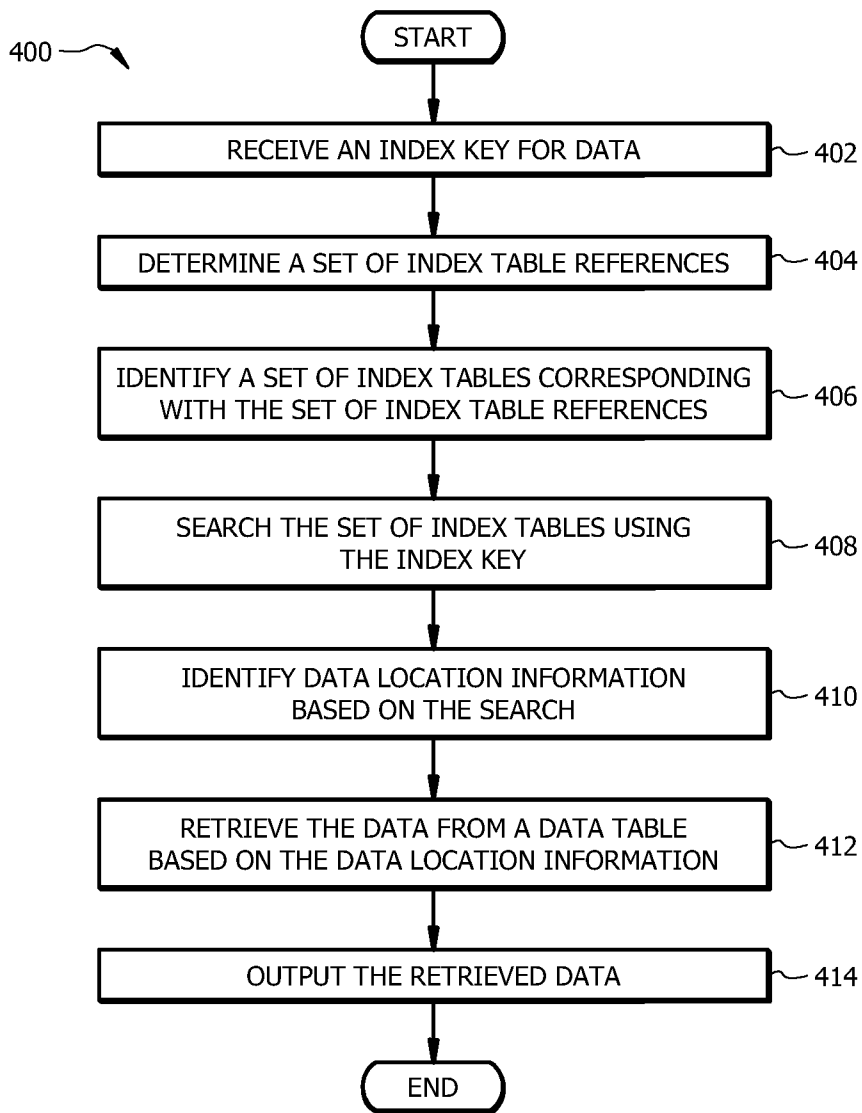 START
400
RECEIVE AN INDEX KEY FOR DATA
402
DETERMINE A SET OF INDEX TABLE REFERENCES
404
IDENTIFY A SET OF INDEX TABLES CORRESPONDING
WITH THE SET OF INDEX TABLE REFERENCES
406
SEARCH THE SET OF INDEX TABLES USING
THE INDEX KEY
408
IDENTIFY DATA LOCATION INFORMATION
BASED ON THE SEARCH
410
RETRIEVE THE DATA FROM A DATA TABLE
BASED ON THE DATA LOCATION INFORMATION
412
OUTPUT THE RETRIEVED DATA
414
END